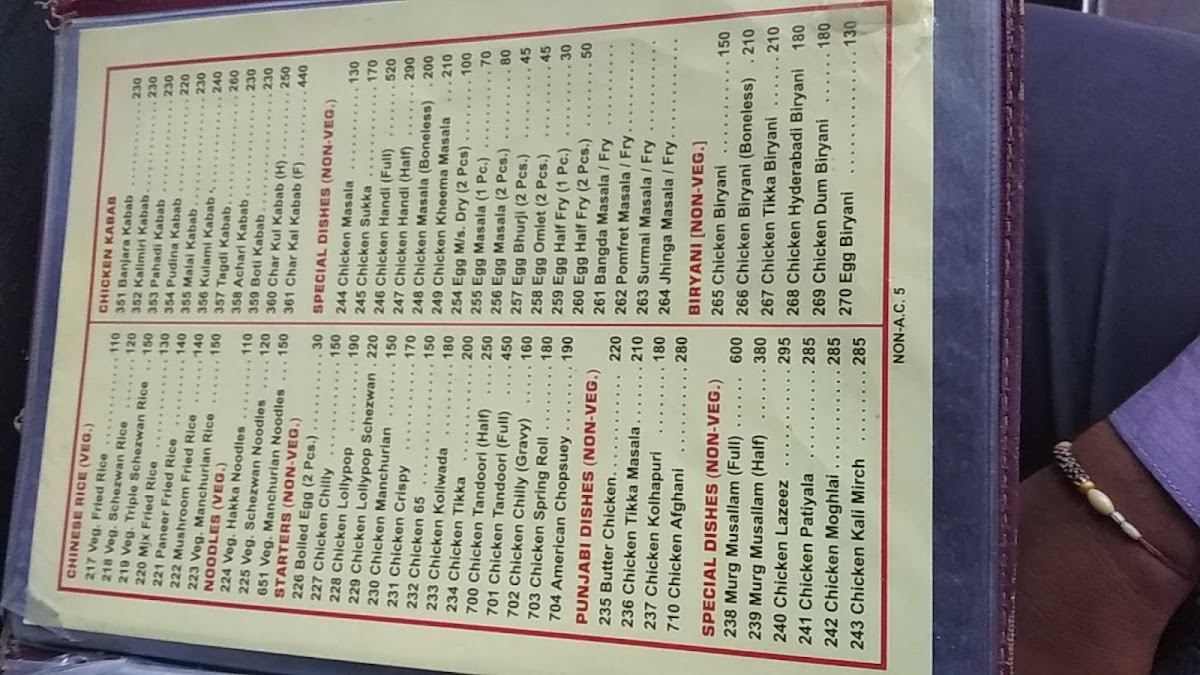 CHINESE RICE (VEG.)
217 Veg. Fried Rice ........ 110
218 Veg. Schezwan Rice ..... 120
219 Veg. Triple Schezwan Rice . 150
220 Mix Fried Rice ........ 130
221 Paneer Fried Rice ...... 140
222 Mushroom Fried Rice .... 140
223 Veg. Manchurian Rice .... 150
NOODLES (VEG.)
224 Veg. Hakka Noodles ..... 110
225 Veg. Schezwan Noodles ... 120
651 Veg. Manchurian Noodles . 150
STARTERS (NON-VEG.)
226 Boiled Egg (2 Pcs.) ...... 30
227 Chicken Chilly ........ 150
228 Chicken Lollypop ....... 190
229 Chicken Lollypop Schezwan 220
230 Chicken Manchurian ..... 150
231 Chicken Crispy ........ 170
232 Chicken 65 .......... 150
233 Chicken Koliwada ...... 180
234 Chicken Tikka ........ 200
700 Chicken Tandoori (Half) ... 250
701 Chicken Tandoori (Full) ... 450
702 Chicken Chilly (Gravy) .... 160
703 Chicken Spring Roll ..... 180
704 American Chopsuey ..... 190
PUNJABI DISHES (NON-VEG.)
235 Butter Chicken......... 220
236 Chicken Tikka Masala .... 210
237 Chicken Kolhapuri ...... 180
710 Chicken Afghani ....... 280
SPECIAL DISHES (NON-VEG.)
238 Murg Musallam (Full) .... 600
239 Murg Musallam (Half) .... 380
240 Chicken Lazeez ....... 295
241 Chicken Patiyala ....... 285
242 Chicken Moghlai ....... 285
243 Chicken Kali Mirch ...... 285
CHICKEN KABAB
351 Banjara Kabab ........ 230
352 Kalimiri Kabab ........ 230
353 Pahadi Kabab ......... 230
354 Pudina Kabab ......... 220
355 Malai Kabab .......... 230
356 Kulami Kabab ......... 240
357 Tagdi Kabab .......... 260
358 Achari Kabab ......... 230
359 Boti Kabab ........... 230
360 Char Kul Kabab (H) ..... 250
361 Char Kal Kabab (F) ..... 440
SPECIAL DISHES (NON-VEG.)
244 Chicken Masala ........ 130
245 Chicken Sukka ......... 170
246 Chicken Handi (Full) ..... 520
247 Chicken Handi (Half) ..... 290
248 Chicken Masala (Boneless) 200
249 Chicken Kheema Masala .. 210
254 Egg M/s. Dry (2 Pcs) ..... 100
255 Egg Masala (1 Pc.) ...... 70
256 Egg Masala (2 Pcs.) ..... 80
257 Egg Bhurji (2 Pcs.) ...... 45
258 Egg Omlet (2 Pcs.) ...... 45
259 Egg Half Fry (1 Pc.) ..... 30
260 Egg Half Fry (2 Pcs.) ..... 50
261 Bangda Masala / Fry .......
262 Pomfret Masala / Fry .......
263 Surmai Masala / Fry .......
264 Jhinga Masala / Fry........
BIRYANI [NON-VEG.]
265 Chicken Biryani ....... 150
266 Chicken Biryani (Boneless) . 210
267 Chicken Tikka Biryani .... 210
268 Chicken Hyderabadi Biryani 180
269 Chicken Dum Biryani .... 180
270 Egg Biryani .......... 130
NON-A.C. 5